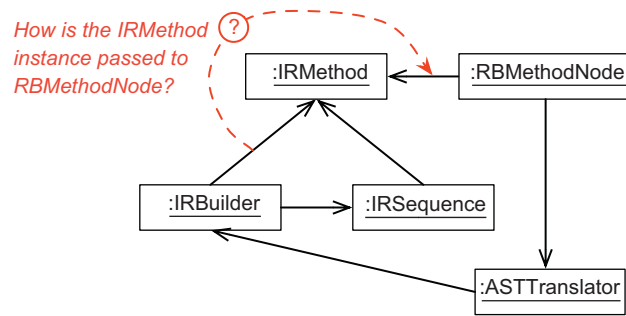 How is the IRMethod
instance passed to
RBMethodNode?
?
:IRMethod
:RBMethodNode
:IRBuilder
:IRSequence
:ASTTranslator